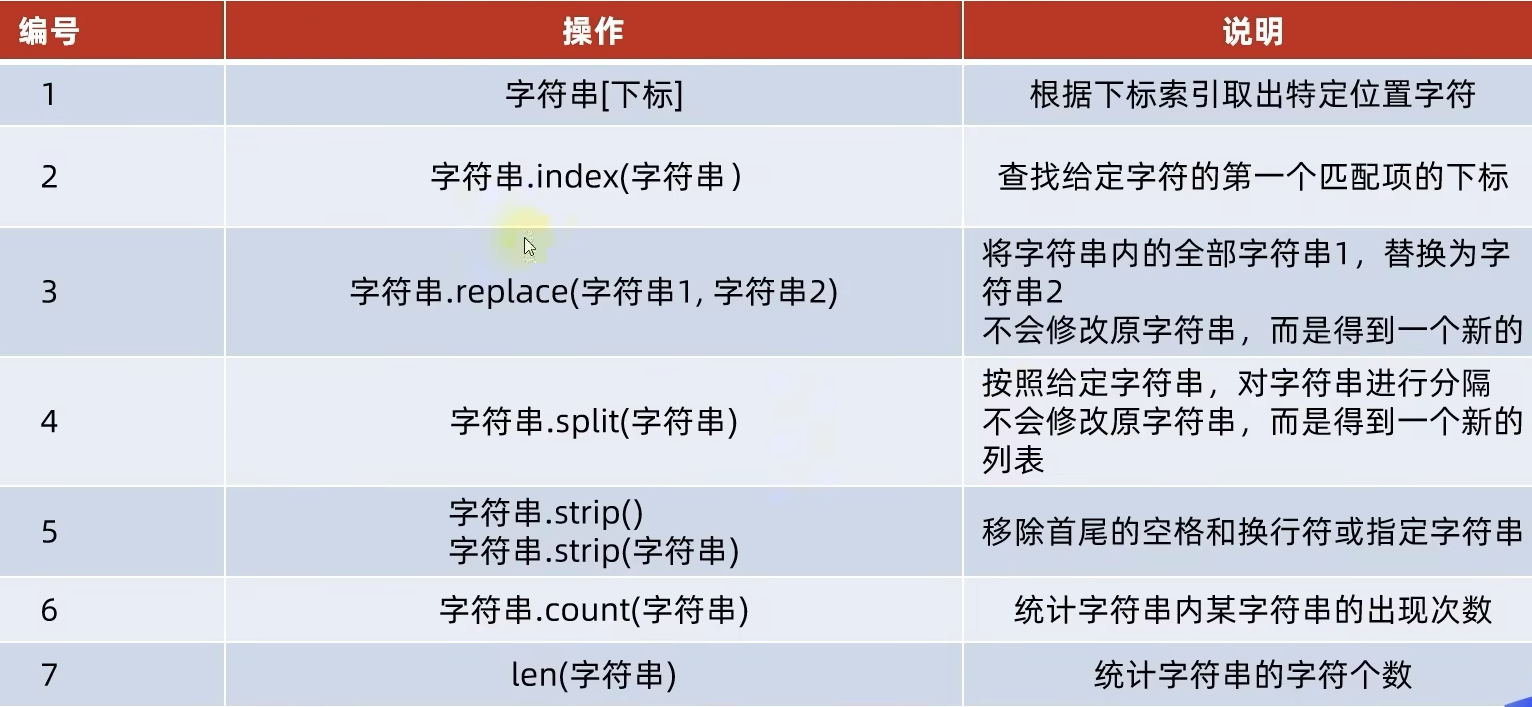 编号 操作 说明
1 字符串[下标] 根据下标索引取出特定位置字符
2 字符串.index(字符串) 查找给定字符的第一个匹配项的下标
3 字符串.replace(字符串1, 字符串2) 将字符串内的全部字符串1，替换为字
符串2
不会修改原字符串，而是得到一个新的
4 字符串.split(字符串) 按照给定字符串，对字符串进行分隔
不会修改原字符串，而是得到一个新的
列表
5 字符串.strip()
字符串.strip(字符串) 移除首尾的空格和换行符或指定字符串
6 字符串.count(字符串) 统计字符串内某字符串的出现次数
7 len(字符串) 统计字符串的字符个数